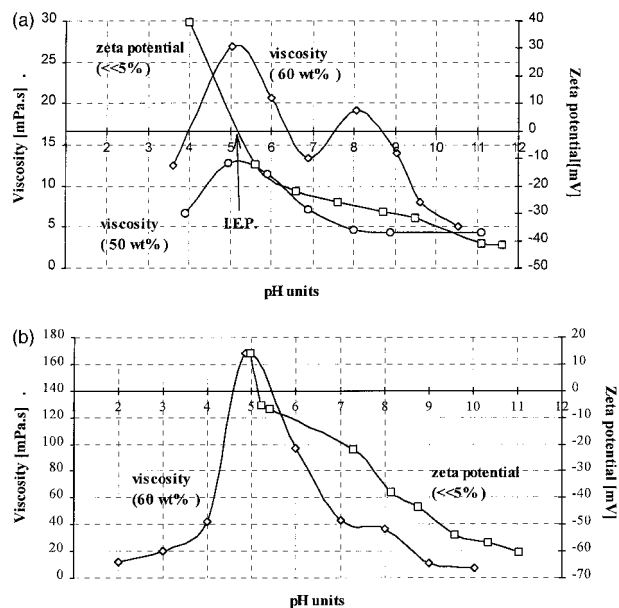 (a)
30
25
20
15
10
5
0
Viscosity [mPa.s] .
zeta potential
(<<5%)
viscosity
( 60 wt%)
viscosity
( 50 wt%)
I.E.P.
1 2 3 4 5 6 7 8 9 10 11 12
40
30
20
10
0
-10
-20
-30
-40
-50
Zeta potential[mV]
pH units
(b)
180
160
140
120
100
80
60
40
20
0
Viscosity [mPa.s] .
viscosity
(60 wt%)
zeta potential
(<<5%)
2 3 4 5 6 7 8 9 10 11 12
20
10
0
-10
-20
-30
-40
-50
-60
-70
Zeta potential [mV]
pH units